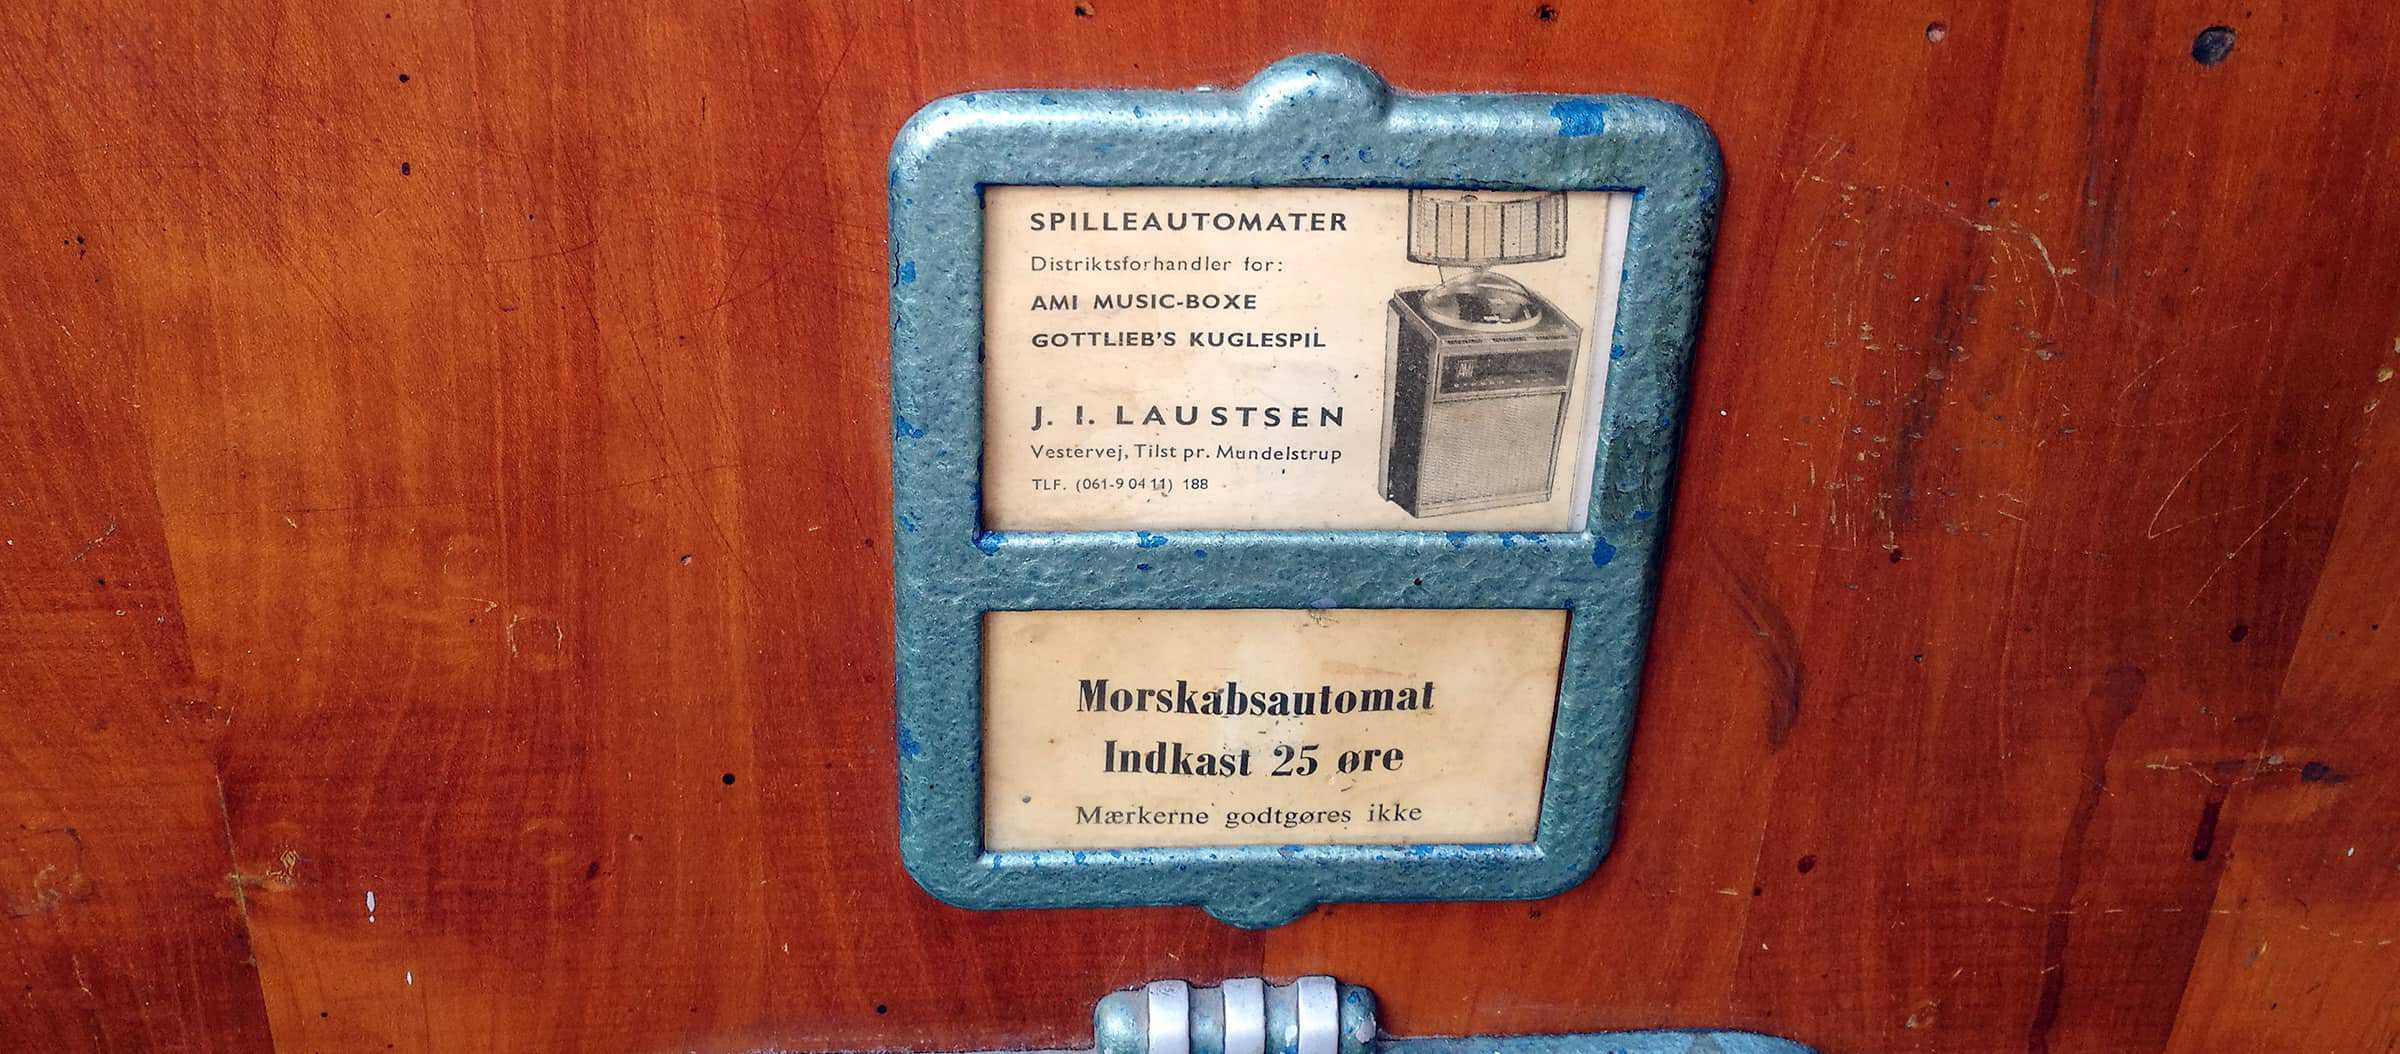 SPILLEAUTOMATER
Distriktsforhandler for:
AMI MUSIC-BOXE
GOTTLIEB'S KUGLESPIL
J. I. LAUSTSEN
Vestervej, Tilst pr. Mundelstrup
TLF. (061-9 04 11) 188
AMI
Morskabsautomat
Indkast 25 øre
Mærkerne godtgøres ikke